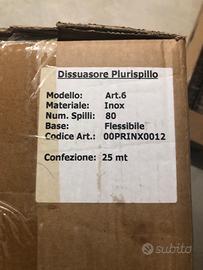 Dissuasore Plurispillo
Modello: Art.6
Materiale: Inox
Num. Spilli: 80
Base: Flessibile
Codice Art.: 00PRINX0012
Confezione: 25 mt
subito